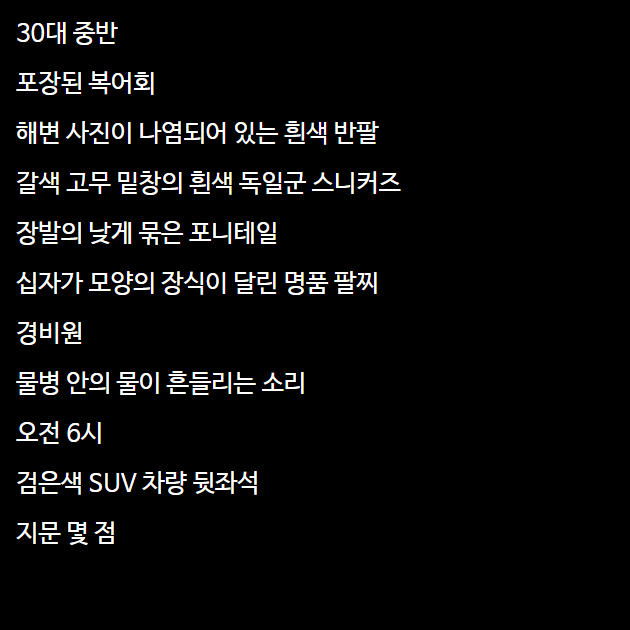 30대 중반
포장된 복어회
해변 사진이 나염되어 있는 흰색 반팔
갈색 고무 밑창의 흰색 독일군 스니커즈
장발의 낮게 묶은 포니테일
십자가 모양의 장식이 달린 명품 팔찌
경비원
물병 안의 물이 흔들리는 소리
오전 6시
검은색 SUV 차량 뒷좌석
지문 몇 점